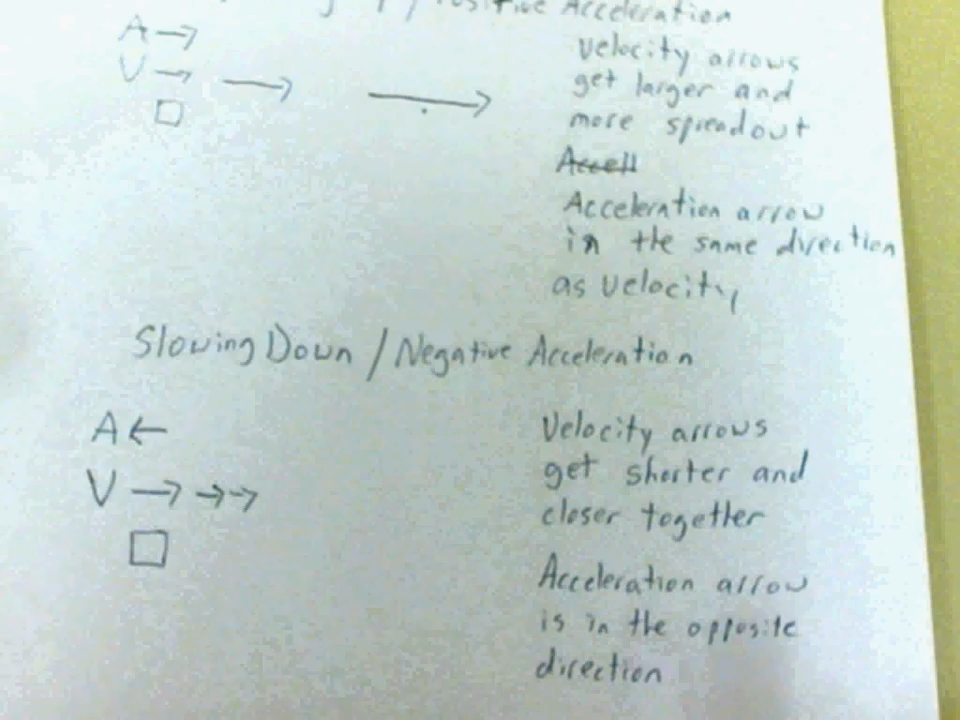 / Positive Acceleration
A →
V → → →
Velocity arrows
get larger and
more spreadout
Accell
Acceleration arrow
in the same direction
as velocity
Slowing Down / Negative Acceleration
A ←
V → → →
Velocity arrows
get shorter and
closer together
Acceleration arrow
is in the opposite
direction